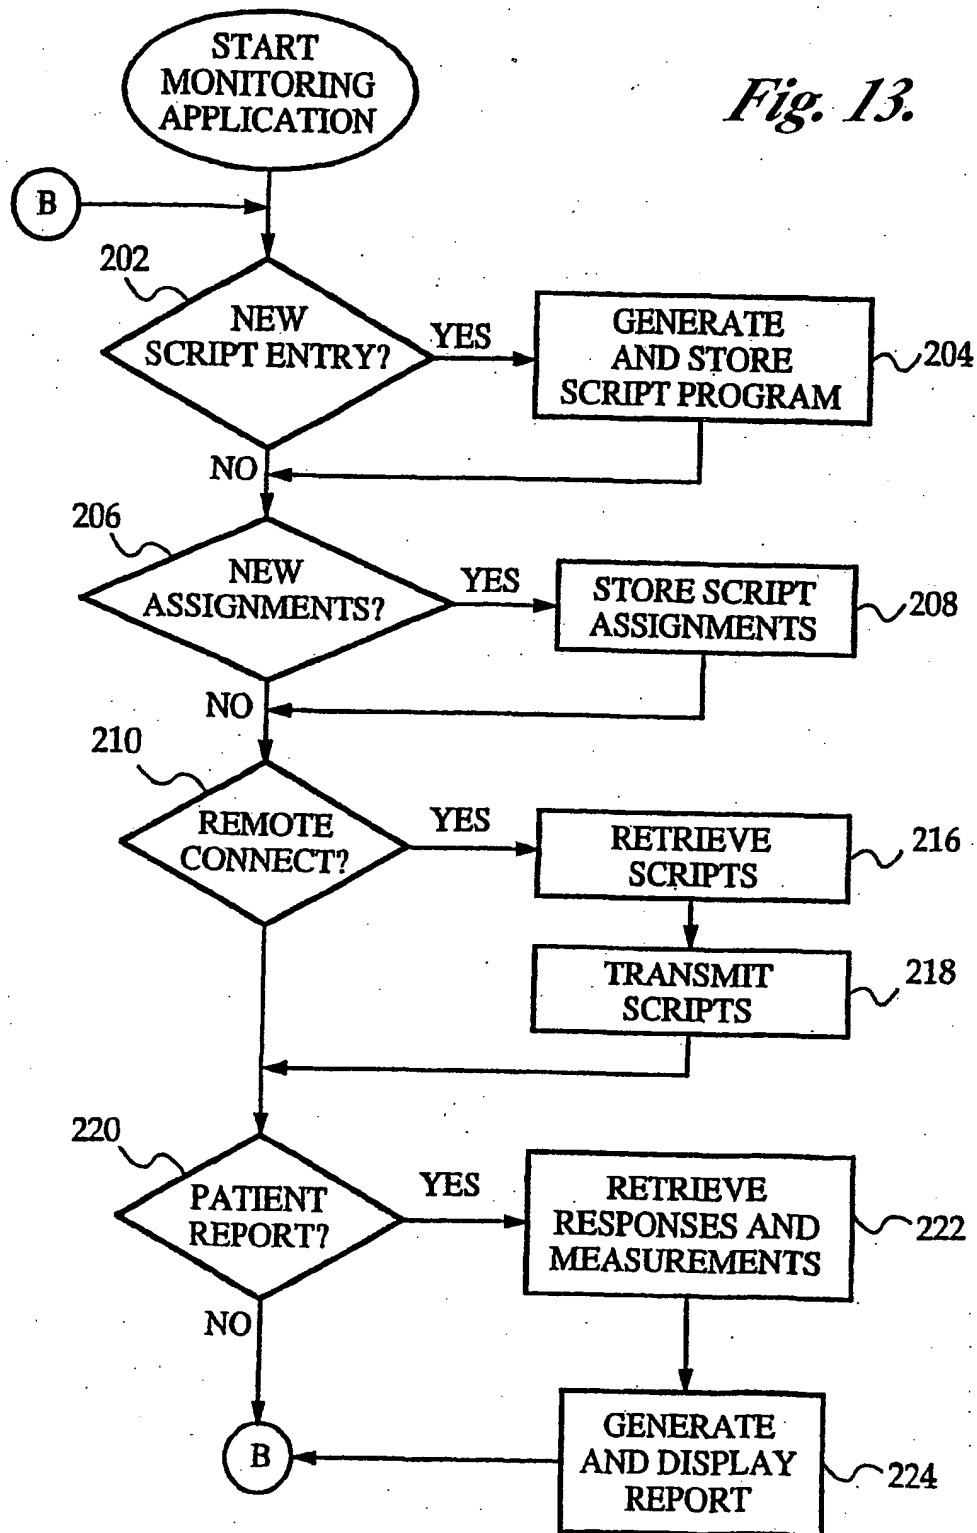 START
MONITORING
APPLICATION
Fig. 13.
B
202
NEW
SCRIPT ENTRY?
YES
GENERATE
AND STORE
SCRIPT PROGRAM
204
NO
206
NEW
ASSIGNMENTS?
YES
STORE SCRIPT
ASSIGNMENTS
208
NO
210
REMOTE
CONNECT?
YES
RETRIEVE
SCRIPTS
216
TRANSMIT
SCRIPTS
218
220
PATIENT
REPORT?
YES
RETRIEVE
RESPONSES AND
MEASUREMENTS
222
NO
B
GENERATE
AND DISPLAY
REPORT
224